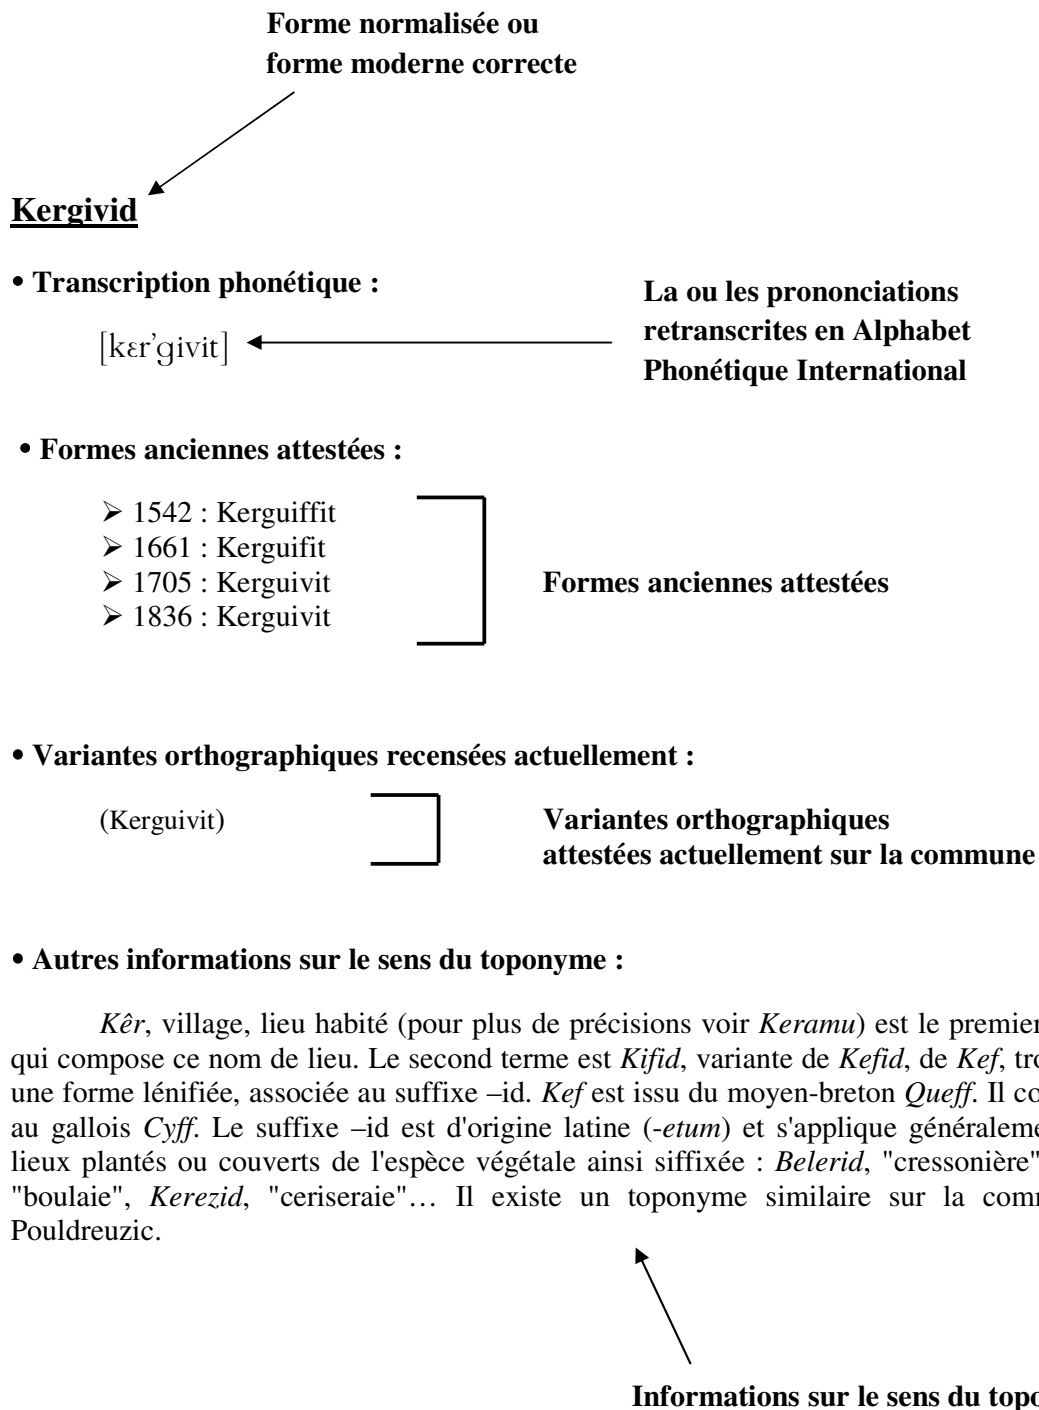 Forme normalisée ou
forme moderne correcte
Kergivid
• Transcription phonétique :
La ou les prononciations
retranscrites en Alphabet
Phonétique International
[kɛr'givit]
• Formes anciennes attestées :
➢ 1542 : Kerguiffit
➢ 1661 : Kerguifit
➢ 1705 : Kerguivit
➢ 1836 : Kerguivit
Formes anciennes attestées
• Variantes orthographiques recensées actuellement :
(Kerguivit)
Variantes orthographiques
attestées actuellement sur la commune
• Autres informations sur le sens du toponyme :
Kêr, village, lieu habité (pour plus de précisions voir Keramu) est le premier
qui compose ce nom de lieu. Le second terme est Kifid, variante de Kefid, de Kef,
une forme lénifiée, associée au suffixe –id. Kef est issu du moyen-breton Queff. Il
au gallois Cyff. Le suffixe –id est d'origine latine (-etum) et s'applique
lieux plantés ou couverts de l'espèce végétale ainsi siffixée : Belerid, "cressonière"
"boulaie", Kerezid, "ceriseraie"… Il existe un toponyme similaire sur la
Pouldreuzic.
Informations sur le sens du